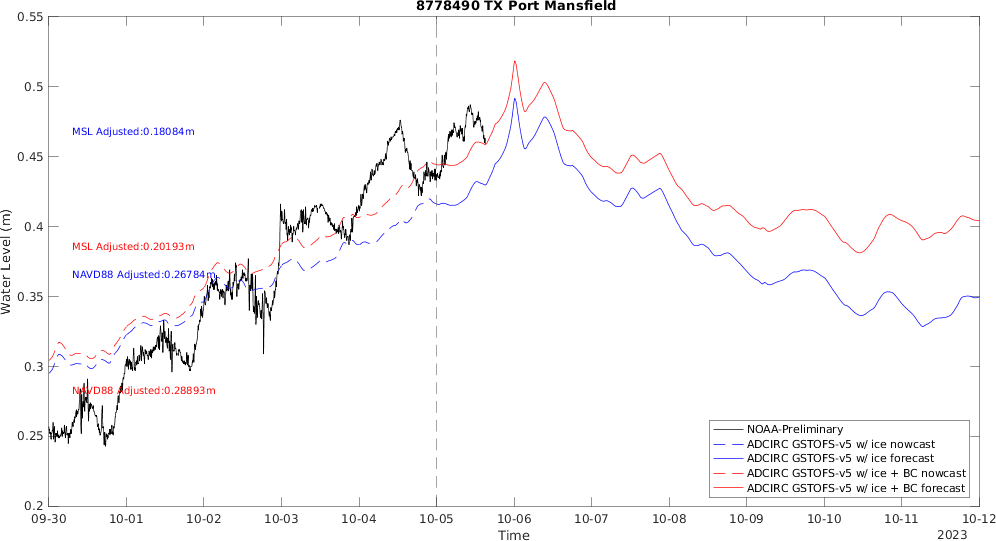 8778490 TX Port Mansfield
0.55
0.5
0.45
0.4
0.35
0.3
0.25
0.2
Water Level (m)
MSL Adjusted:0.18084m
MSL Adjusted:0.20193m
NAVD88 Adjusted:0.26784m
NAVD88 Adjusted:0.28893m
NOAA-Preliminary
ADCIRC GSTOFS-v5 w/ ice nowcast
ADCIRC GSTOFS-v5 w/ ice forecast
ADCIRC GSTOFS-v5 w/ ice + BC nowcast
ADCIRC GSTOFS-v5 w/ ice + BC forecast
09-30 10-01 10-02 10-03 10-04 10-05 10-06 10-07 10-08 10-09 10-10 10-11 10-12
Time
2023